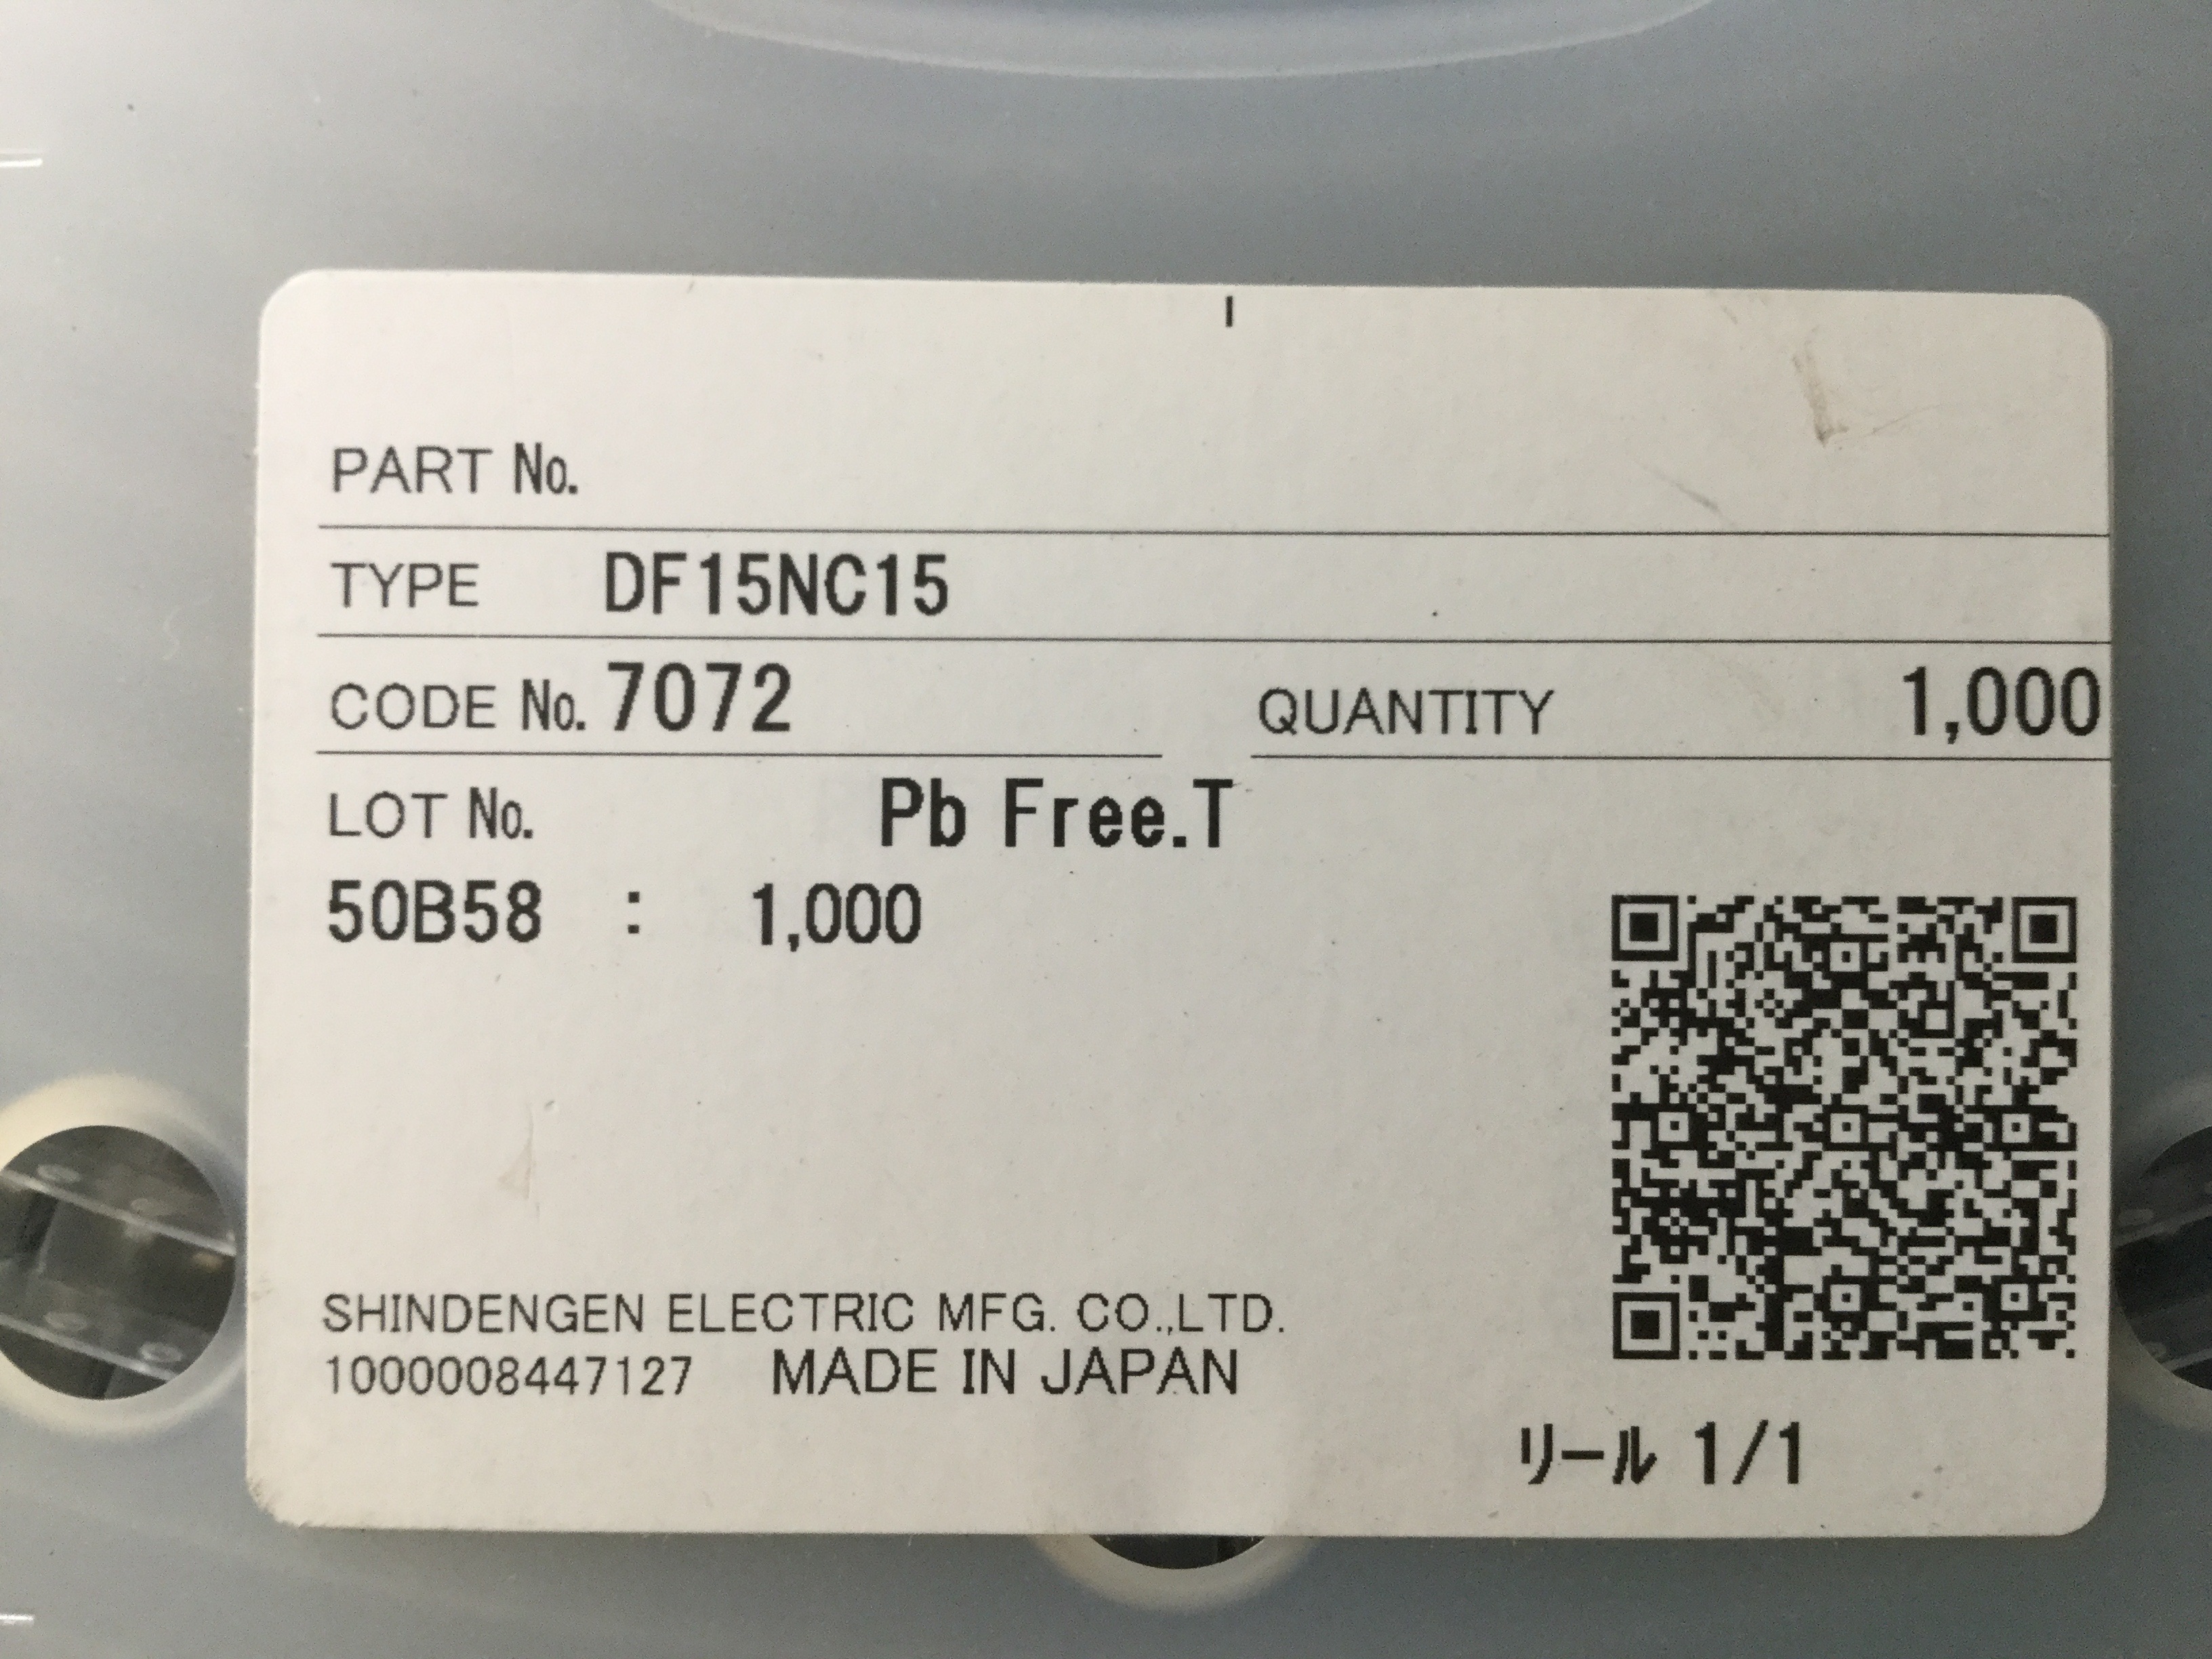 PART No.
TYPE DF15NC15
CODE No. 7072 QUANTITY 1,000
LOT No. Pb Free.T
50B58 : 1,000
SHINDENGEN ELECTRIC MFG. CO.,LTD.
1000008447127 MADE IN JAPAN
リール 1/1